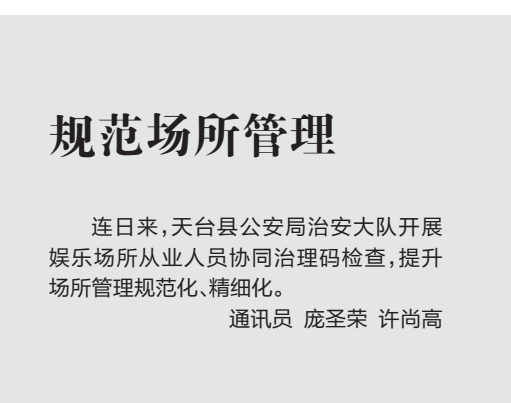 规范场所管理
连日来,天台县公安局治安大队开展
娱乐场所从业人员协同治理码检查,提升
场所管理规范化、精细化。
通讯员 庞圣荣 许尚高